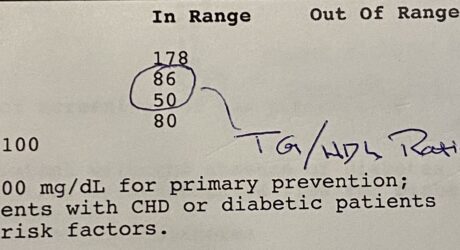 In Range Out Of Range
178
86
50
80
TG/HDL Rati
100
00 mg/dL for primary prevention;
ents with CHD or diabetic patients
risk factors.